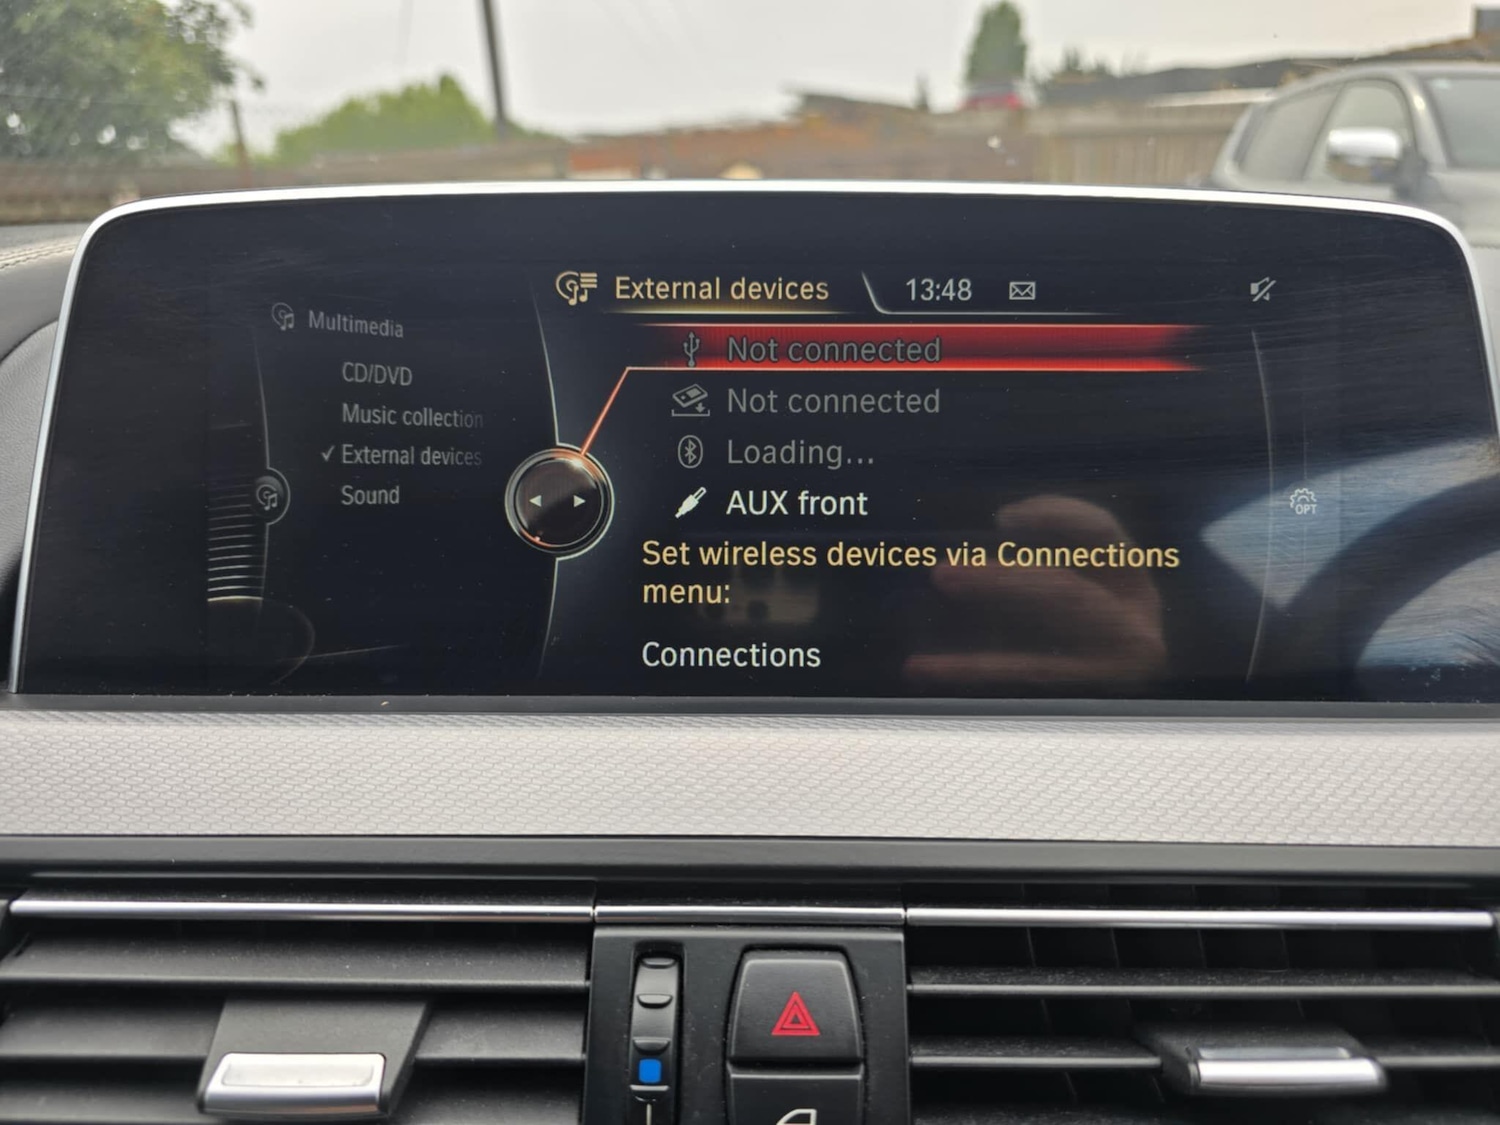 External devices
13:48
Multimedia
CD/DVD
Music collection
External devices
Sound
Not connected
Not connected
Loading...
AUX front
Set wireless devices via Connections
menu:
Connections
OPT